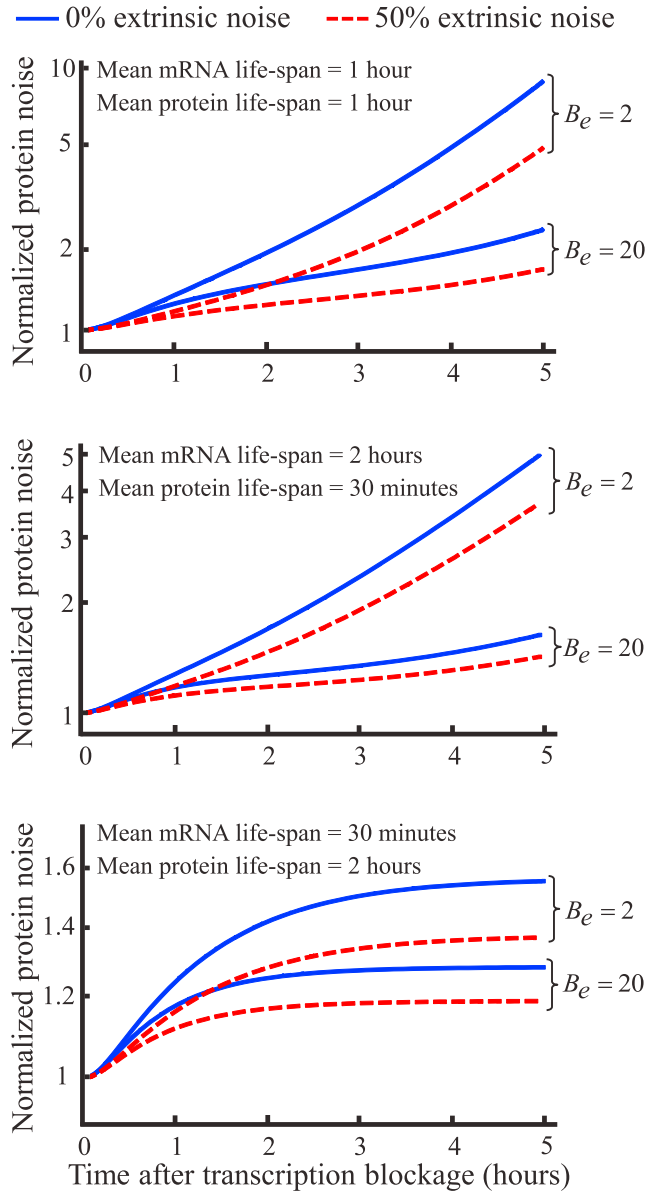 0% extrinsic noise 50% extrinsic noise
Normalized protein noise
10
5
2
1
Mean mRNA life-span = 1 hour
Mean protein life-span = 1 hour
B_e = 2
B_e = 20
0 1 2 3 4 5
Normalized protein noise
5
4
3
2
1
Mean mRNA life-span = 2 hours
Mean protein life-span = 30 minutes
B_e = 2
B_e = 20
0 1 2 3 4 5
Normalized protein noise
1.6
1.4
1.2
1
Mean mRNA life-span = 30 minutes
Mean protein life-span = 2 hours
B_e = 2
B_e = 20
0 1 2 3 4 5
Time after transcription blockage (hours)